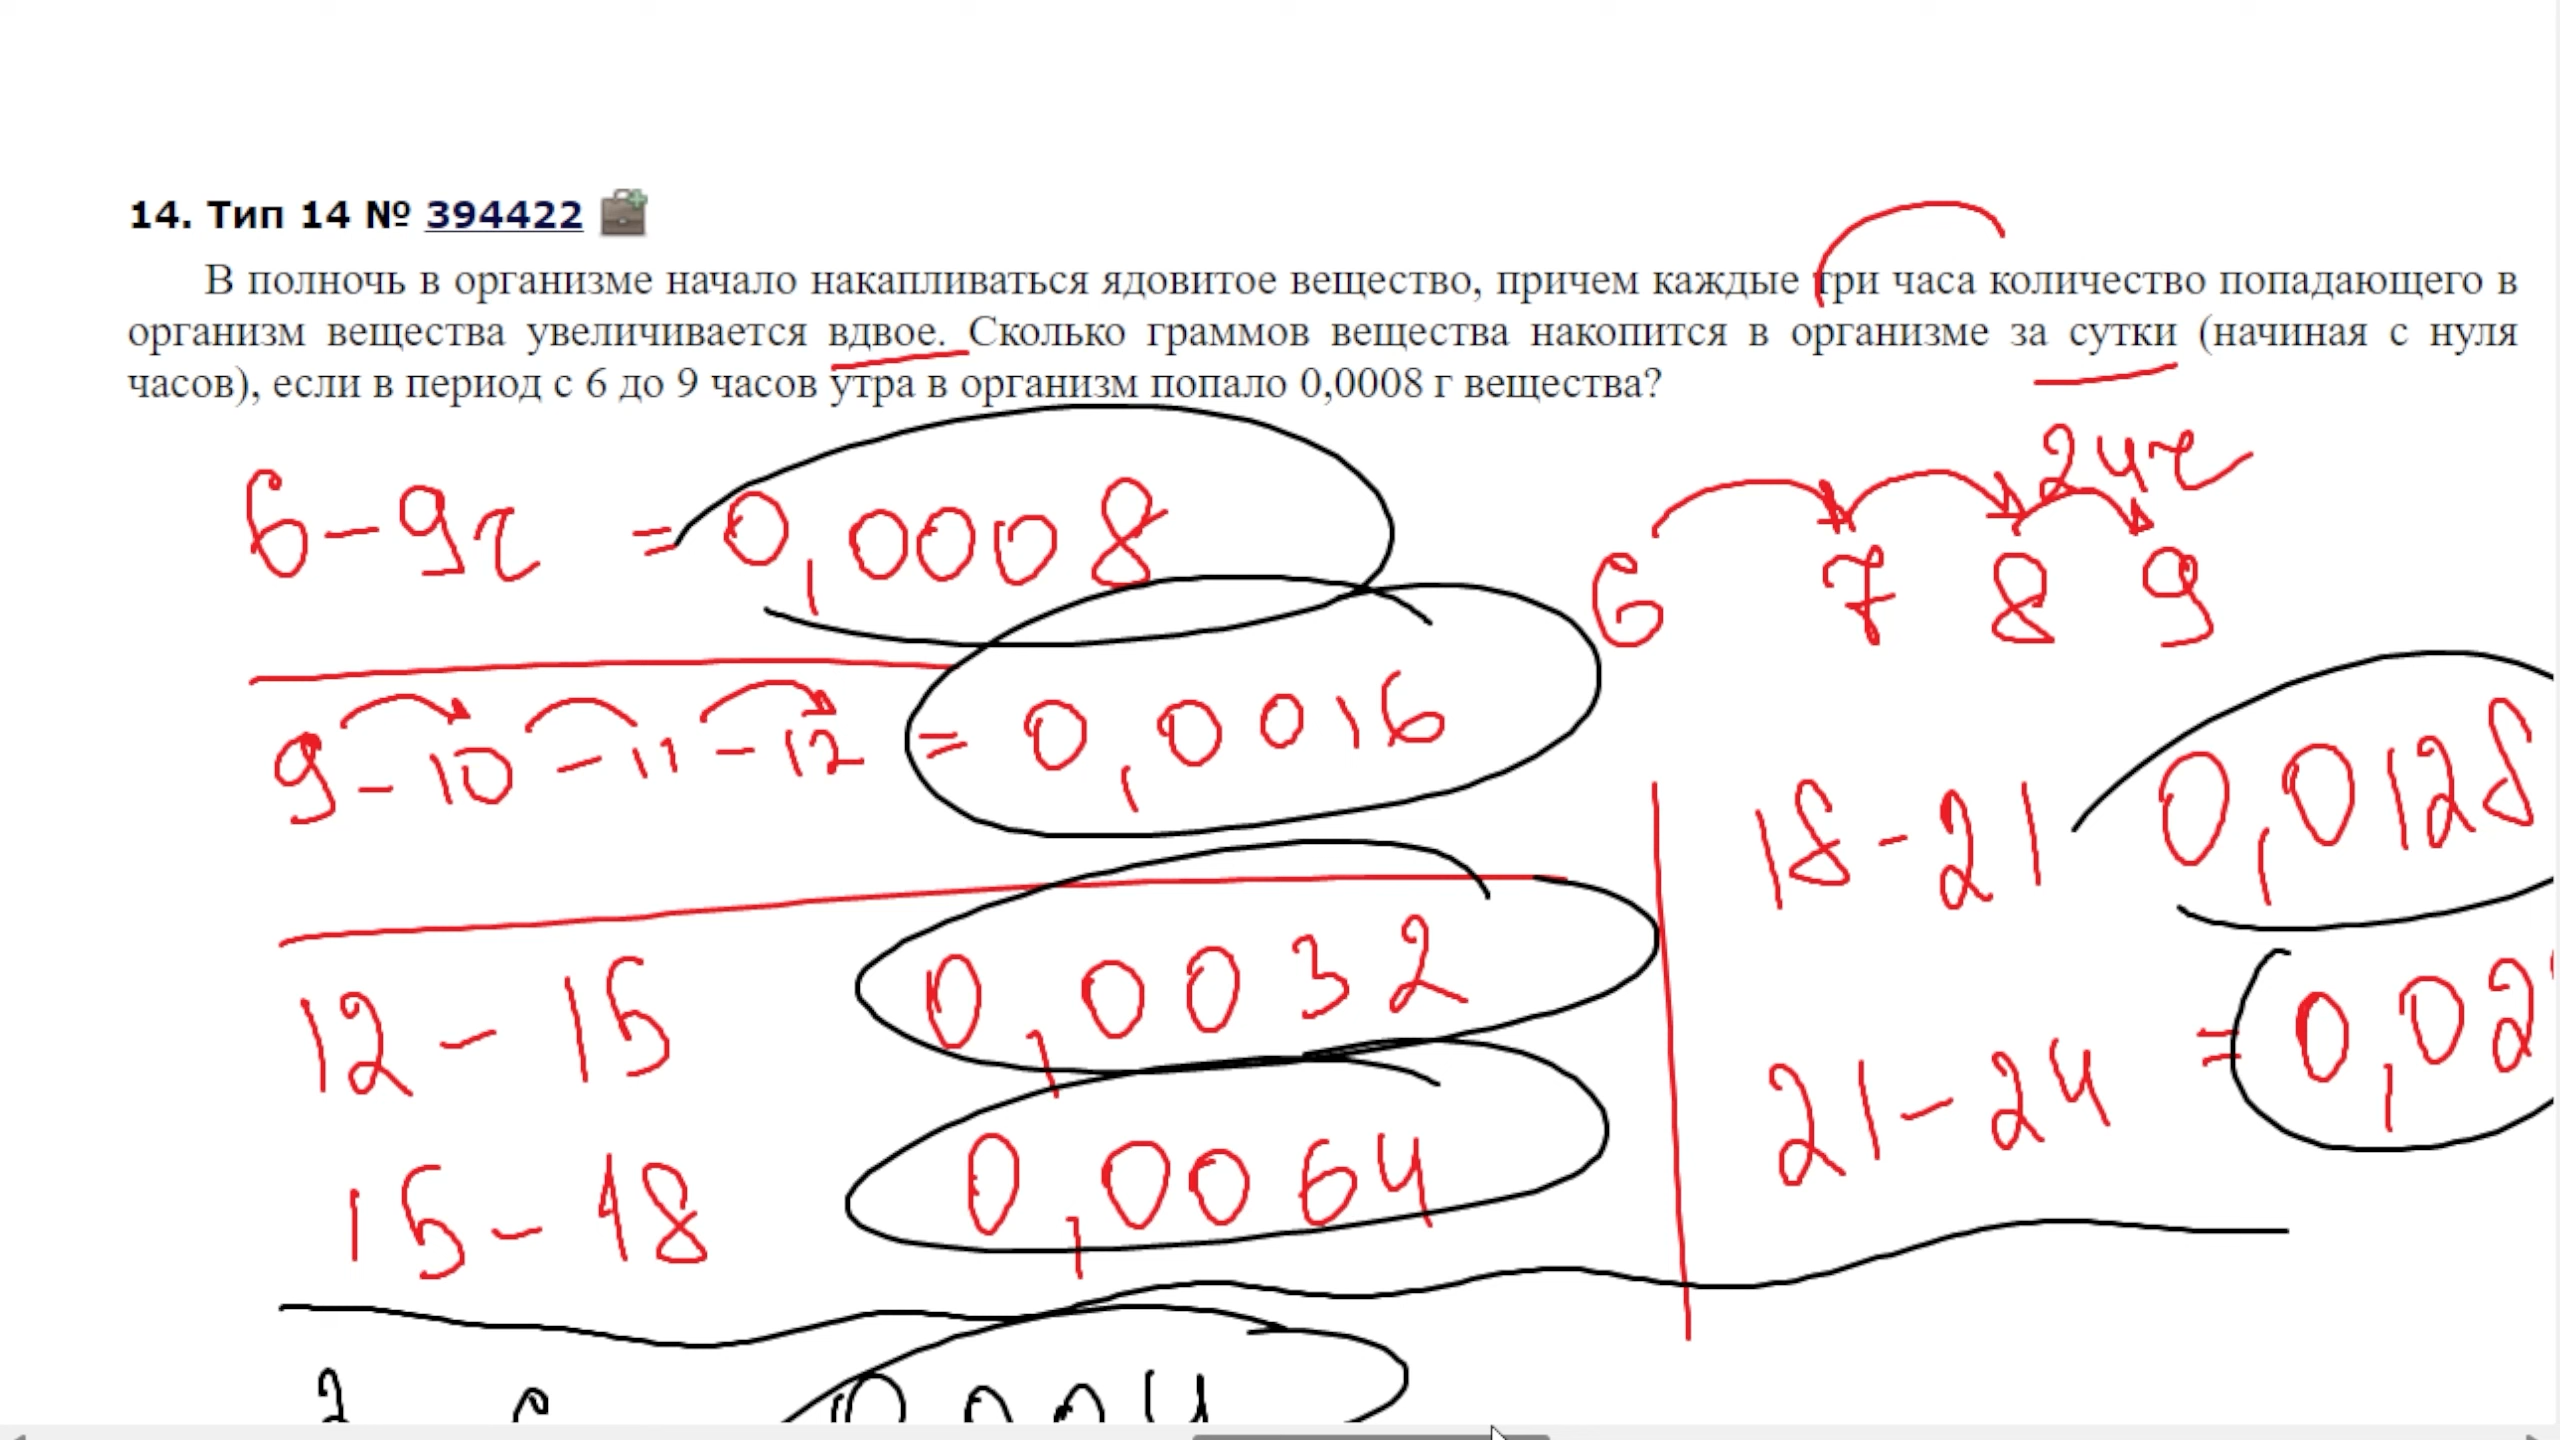 14. Тип 14 № 394422
В полночь в организме начало накапливаться ядовитое вещество, причем каждые три часа количество попадающего в
организм вещества увеличивается вдвое. Сколько граммов вещества накопится в организме за сутки (начиная с нуля
часов), если в период с 6 до 9 часов утра в организм попало 0,0008 г вещества?
24ч
6-9ч = 0,0008
6 7 8 9
9-10-11-12 = 0,0016
12-15 0,0032
15-18 0,0064
18-21 0,0128
21-24 = 0,02